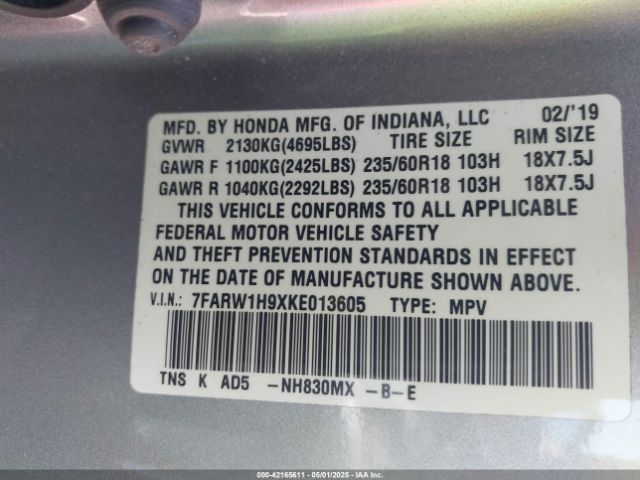 MFD. BY HONDA MFG. OF INDIANA, LLC 02/'19
GVWR 2130KG(4695LBS) TIRE SIZE RIM SIZE
GAWR F 1100KG(2425LBS) 235/60R18 103H 18X7.5J
GAWR R 1040KG(2292LBS) 235/60R18 103H 18X7.5J
THIS VEHICLE CONFORMS TO ALL APPLICABLE
FEDERAL MOTOR VEHICLE SAFETY
AND THEFT PREVENTION STANDARDS IN EFFECT
ON THE DATE OF MANUFACTURE SHOWN ABOVE.
V.I.N.: 7FARW1H9XKE013605 TYPE: MPV
TNS K AD5 -NH830MX -B-E
000-42165611 - 05/01/2025 - IAAI.com